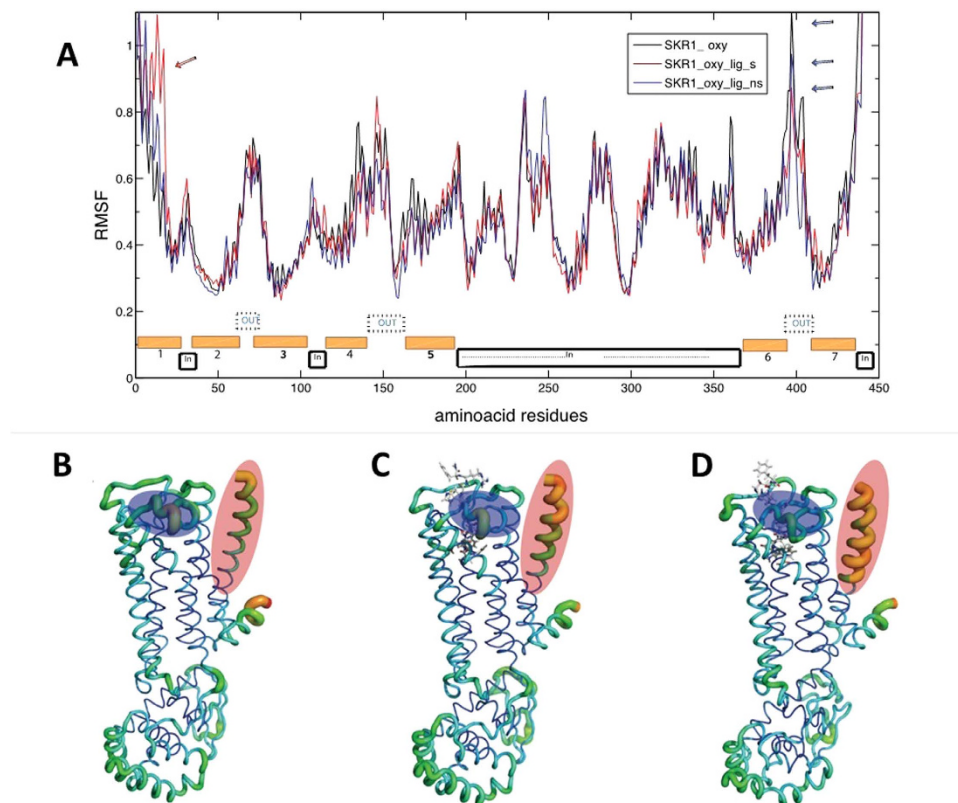 A
SKR1_ oxy
SKR1_oxy_lig_s
SKR1_oxy_lig_ns
RMSF
1
0.8
0.6
0.4
0.2
0
OUT
OUT
OUT
1
In
2
3
In
4
5
In
6
7
In
0
50
100
150
200
250
300
350
400
450
aminoacid residues
B
C
D